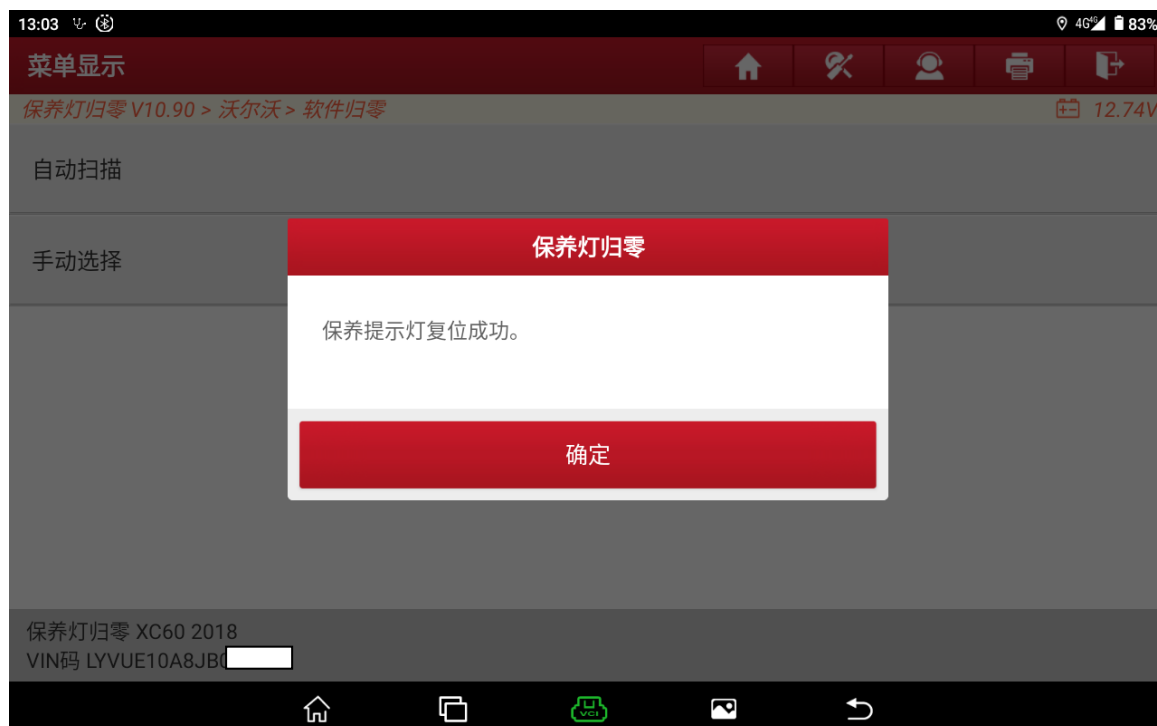 13:03
4G 4G 83%
菜单显示
保养灯归零 V10.90 > 沃尔沃 > 软件归零
12.74V
自动扫描
手动选择
保养灯归零
保养提示灯复位成功。
确定
保养灯归零 XC60 2018
VIN码 LYVUE10A8JB
VCI